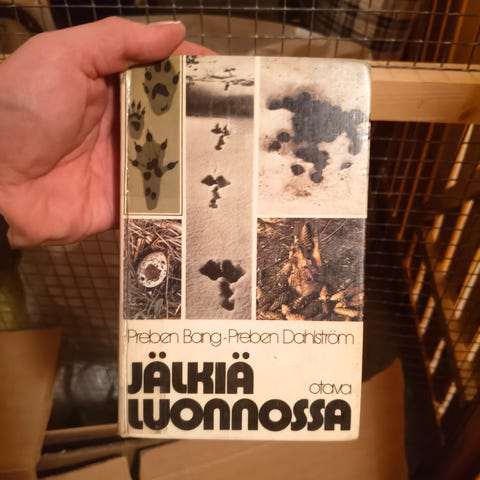 Preben Bang-Preben Dahlström
JÄLKIÄ
otava
LUONNOSSA